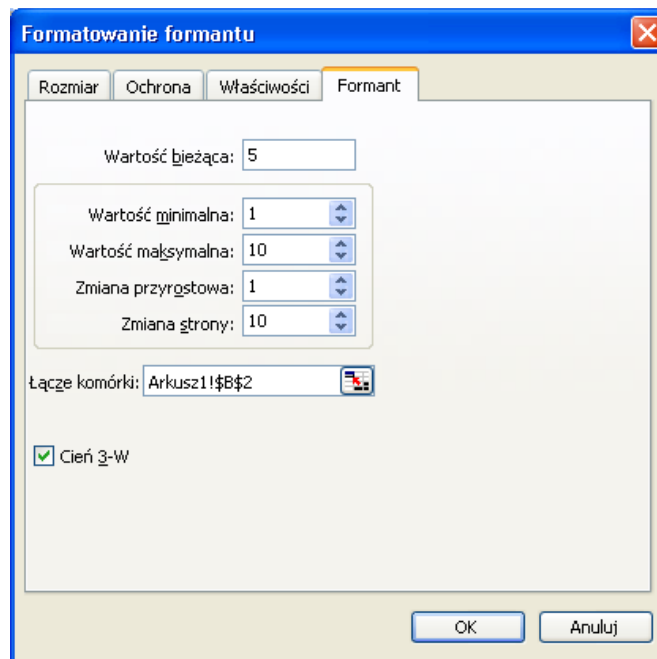 Formatowanie formantu
Rozmiar Ochrona Właściwości Formant
Wartość bieżąca: 5
Wartość minimalna: 1
Wartość maksymalna: 10
Zmiana przyrostowa: 1
Zmiana strony: 10
Łącze komórki: Arkusz1!$B$2
Cień 3-W
OK Anuluj